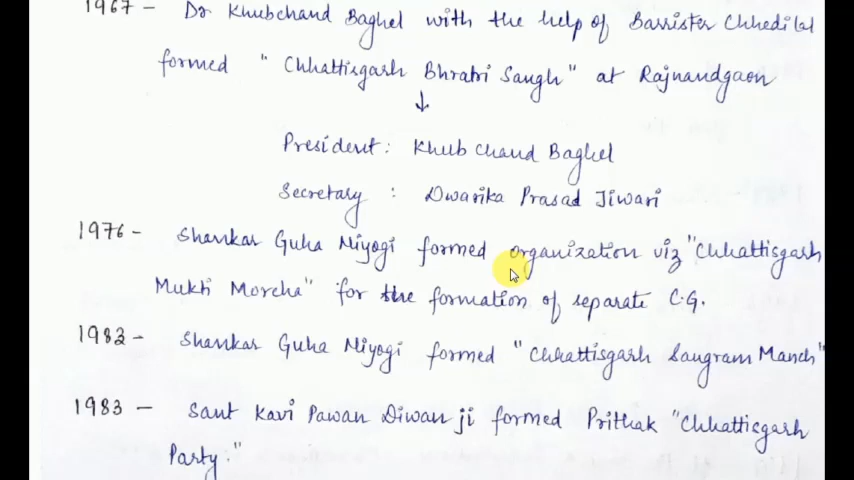 1967 - Dr Khubchand Baghel with the help of Barrister Chhedilal
formed " Chhattisgarh Bhratri Sangh " at Rajnandgaon
↓
President : Khub Chand Baghel
Secretary : Dwarika Prasad Tiwari
1976 - Shankar Guha Niyogi formed organization viz "Chhattisgarh
Mukti Morcha" for the formation of separate C.G.
1982 - Shankar Guha Niyogi formed "Chhattisgarh Sangram Manch"
1983 - Sant Kavi Pawan Diwan ji formed Prithak "Chhattisgarh
Party."